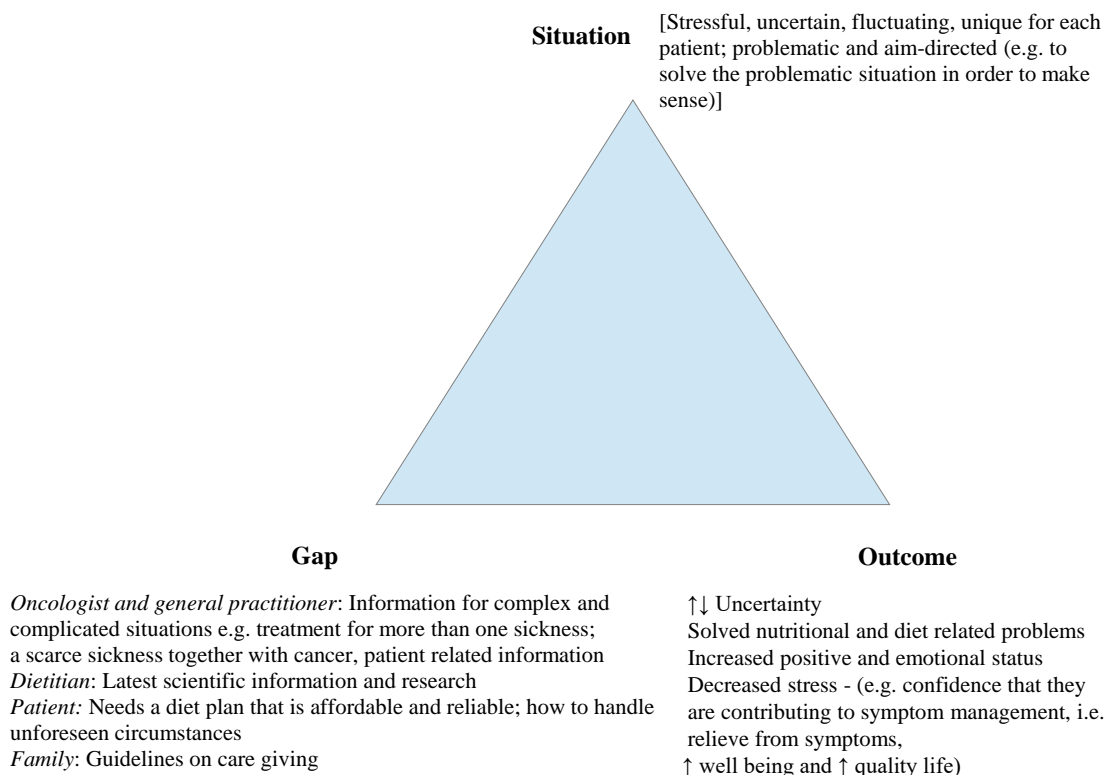 Situation
[Stressful, uncertain, fluctuating, unique for each
patient; problematic and aim-directed (e.g. to
solve the problematic situation in order to make
sense)]
Gap
Oncologist and general practitioner: Information for complex and
complicated situations e.g. treatment for more than one sickness;
a scarce sickness together with cancer, patient related information
Dietitian: Latest scientific information and research
Patient: Needs a diet plan that is affordable and reliable; how to handle
unforeseen circumstances
Family: Guidelines on care giving
Outcome
↑↓ Uncertainty
Solved nutritional and diet related problems
Increased positive and emotional status
Decreased stress - (e.g. confidence that they
are contributing to symptom management, i.e.
relieve from symptoms,
↑ well being and ↑ quality life)